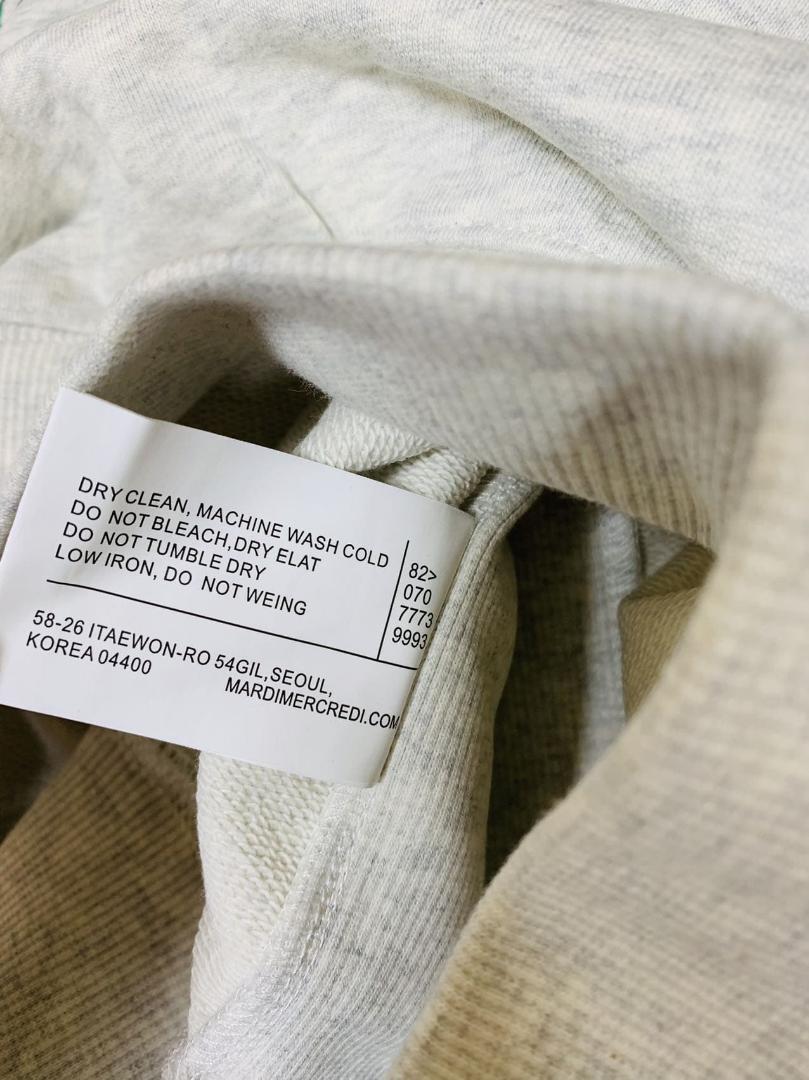 DRY CLEAN, MACHINE WASH COLD
DO NOT BLEACH,DRY ELAT
DO NOT TUMBLE DRY
LOW IRON, DO NOT WEING
82>
070
7773
9993
58-26 ITAEWON-RO 54GIL,SEOUL,
KOREA 04400
MARDIMERCREDI.COM